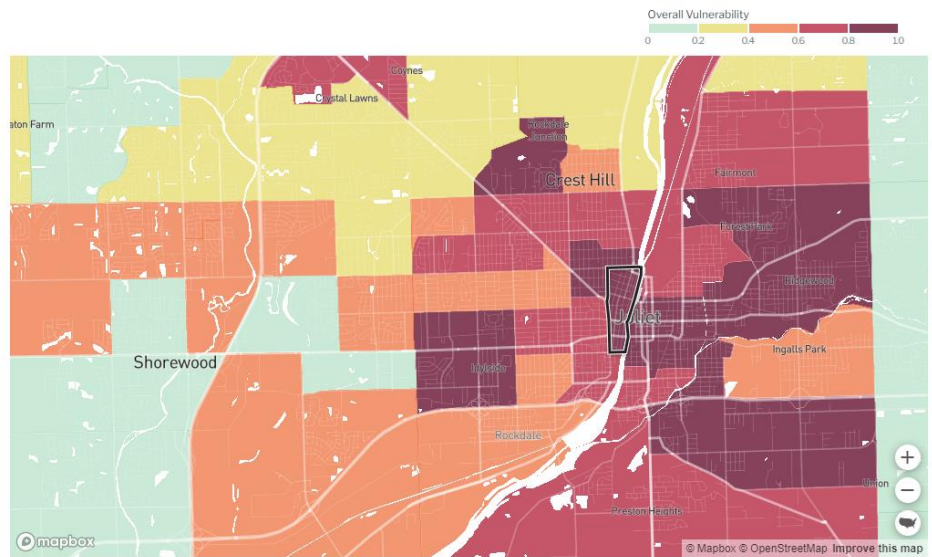 Overall Vulnerability
0 0.2 0.4 0.6 0.8 1.0
Coynes
Crystal Lawns
aton Farm
Rockdale
Junction
Crest Hill
Fairmont
Forest Park
Ridgewood
Joliet
Ingalls Park
Shorewood
Idylside
Rockdale
Union
Preston Heights
mapbox
© Mapbox © OpenStreetMap Improve this map